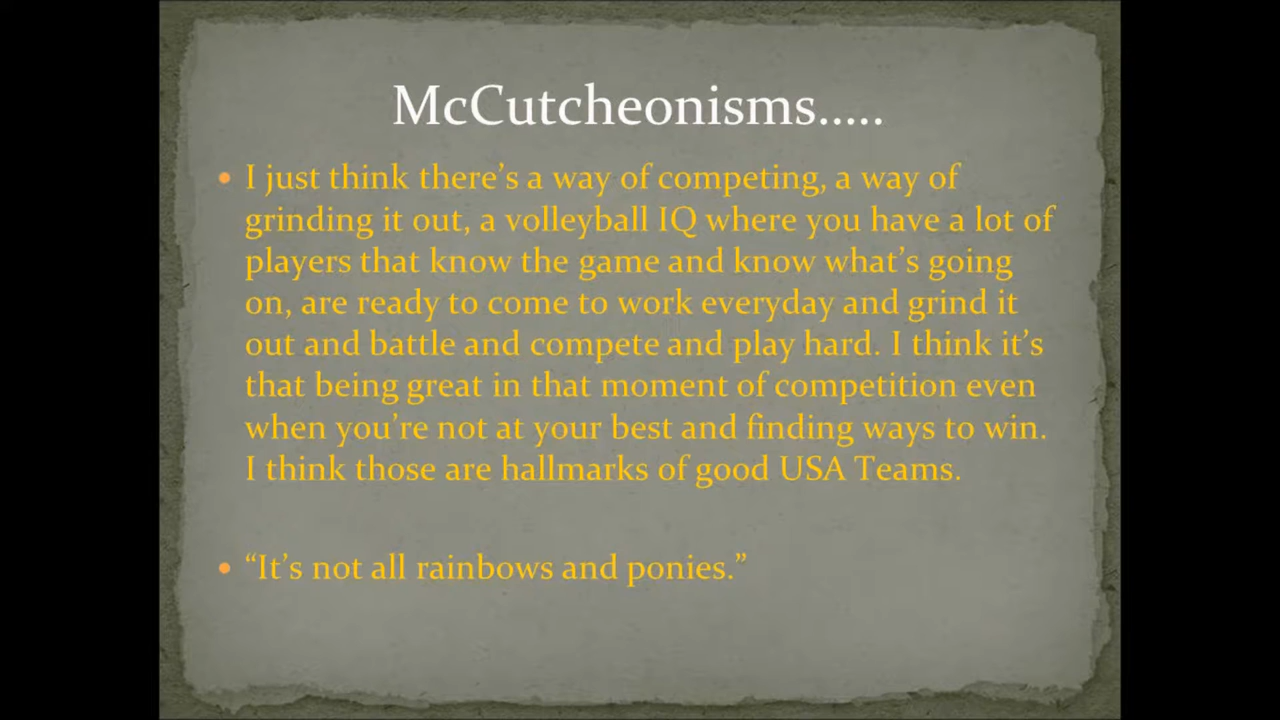 McCutcheonisms.....
• I just think there’s a way of competing, a way of
grinding it out, a volleyball IQ where you have a lot of
players that know the game and know what’s going
on, are ready to come to work everyday and grind it
out and battle and compete and play hard. I think it’s
that being great in that moment of competition even
when you’re not at your best and finding ways to win.
I think those are hallmarks of good USA Teams.
• “It’s not all rainbows and ponies.”